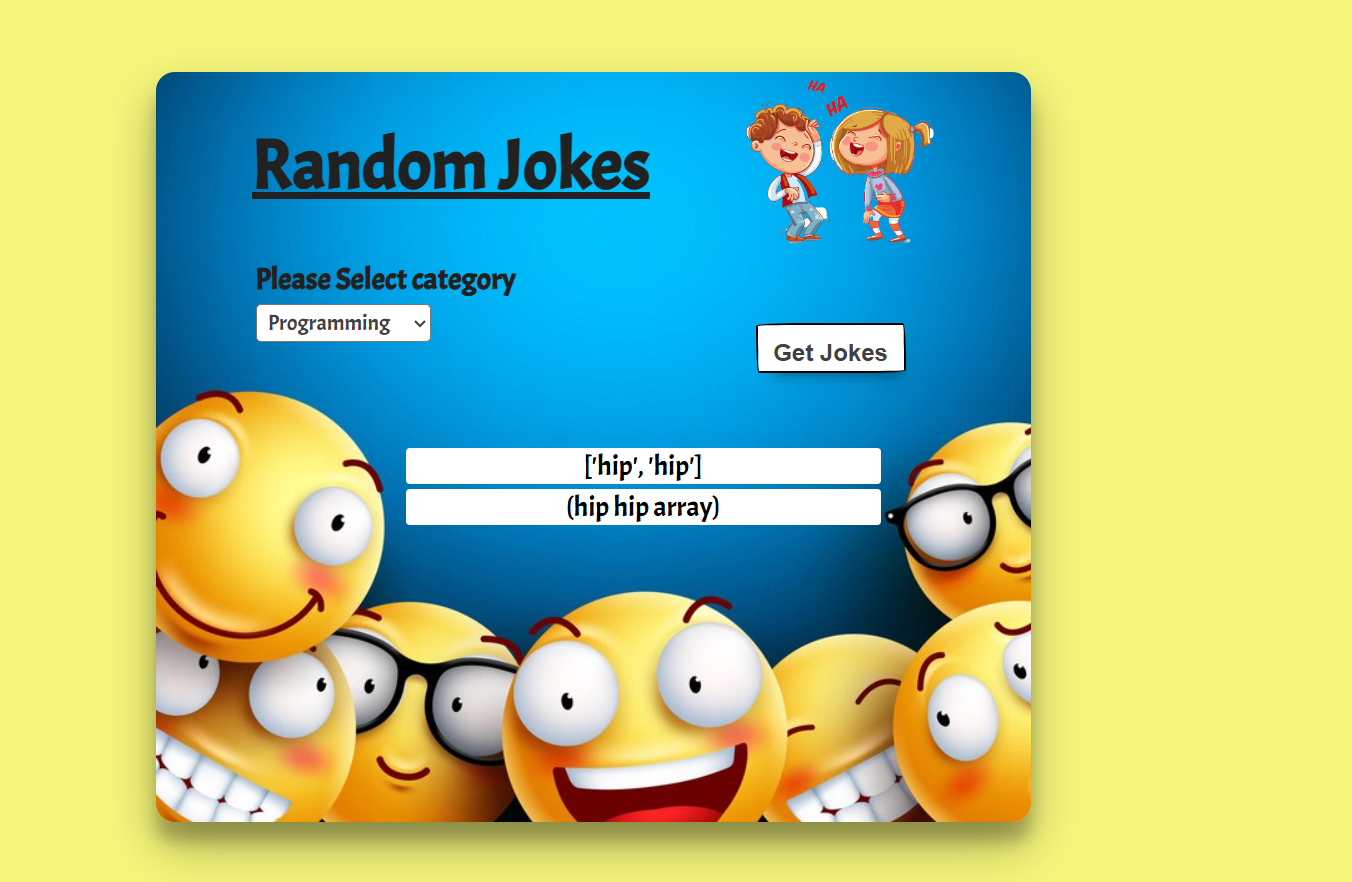 HA
HA
Random Jokes
Please Select category
Programming
Get Jokes
['hip', 'hip']
(hip hip array)